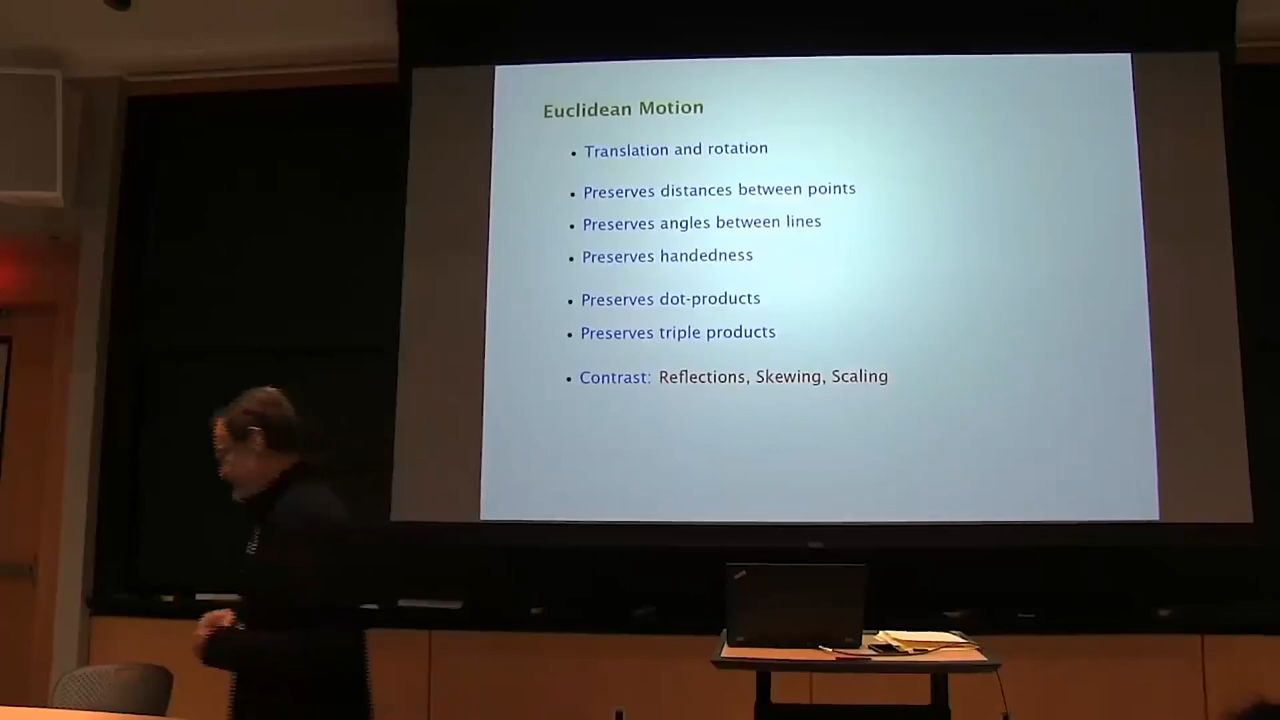 Euclidean Motion
• Translation and rotation
• Preserves distances between points
• Preserves angles between lines
• Preserves handedness
• Preserves dot-products
• Preserves triple products
• Contrast: Reflections, Skewing, Scaling